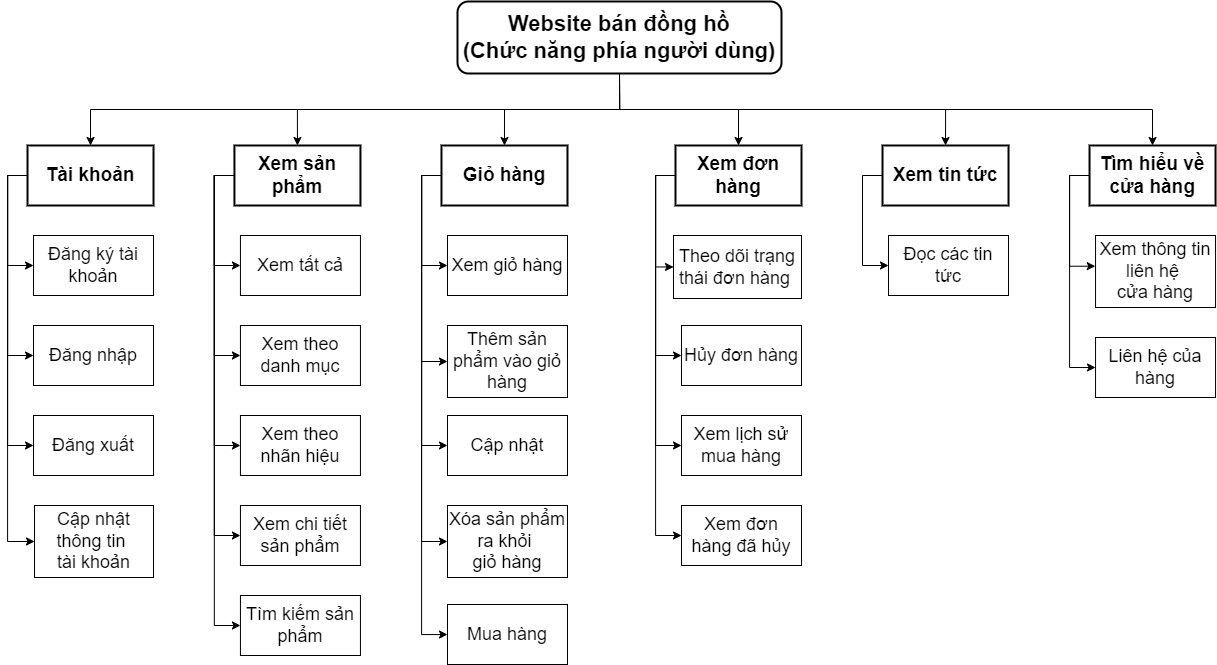 Website bán đồng hồ
(Chức năng phía người dùng)
Tài khoản
Đăng ký tài
khoản
Đăng nhập
Đăng xuất
Cập nhật
thông tin
tài khoản
Xem sản
phẩm
Xem tất cả
Xem theo
danh mục
Xem theo
nhãn hiệu
Xem chi tiết
sản phẩm
Tìm kiếm sản
phẩm
Giỏ hàng
Xem giỏ hàng
Thêm sản
phẩm vào giỏ
hàng
Cập nhật
Xóa sản phẩm
ra khỏi
giỏ hàng
Mua hàng
Xem đơn
hàng
Theo dõi trạng
thái đơn hàng
Hủy đơn hàng
Xem lịch sử
mua hàng
Xem đơn
hàng đã hủy
Xem tin tức
Đọc các tin
tức
Tìm hiểu về
cửa hàng
Xem thông tin
liên hệ
cửa hàng
Liên hệ của
hàng